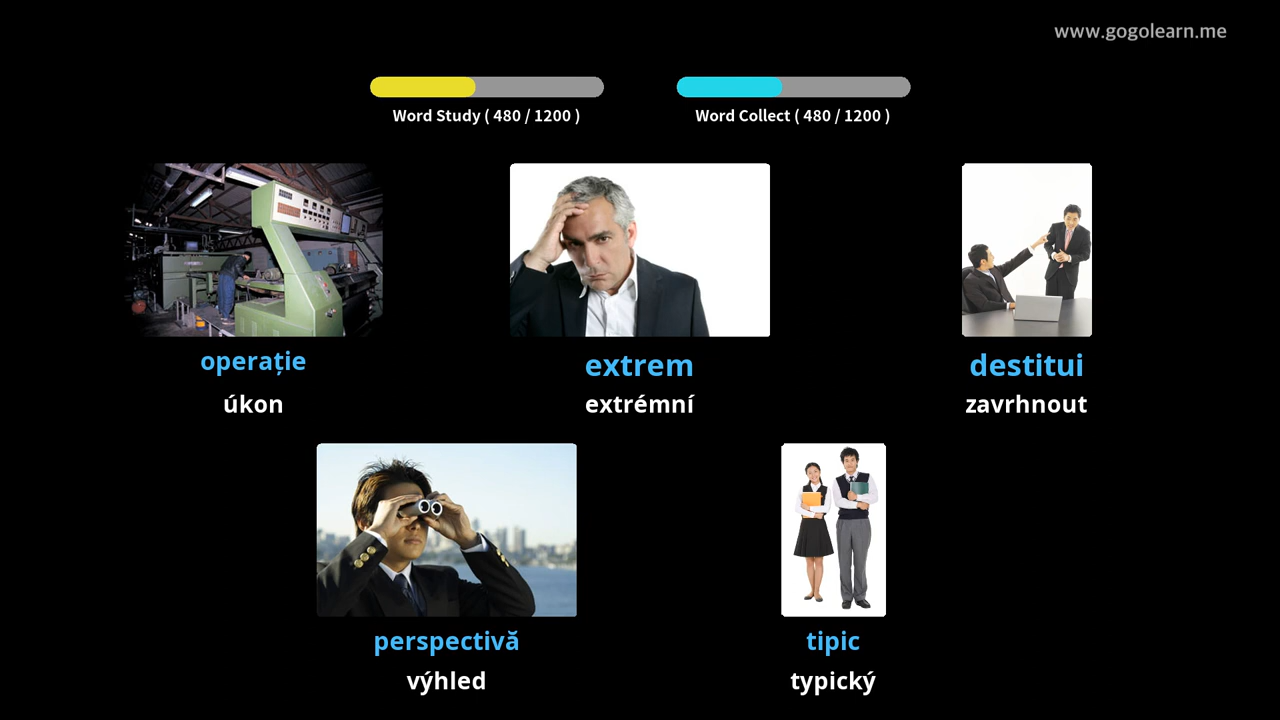 www.gogolearn.me
Word Study ( 480 / 1200 )
Word Collect ( 480 / 1200 )
operație
extrem
destitui
úkon
extrémní
zavrhnout
perspectivă
tipic
výhled
typický